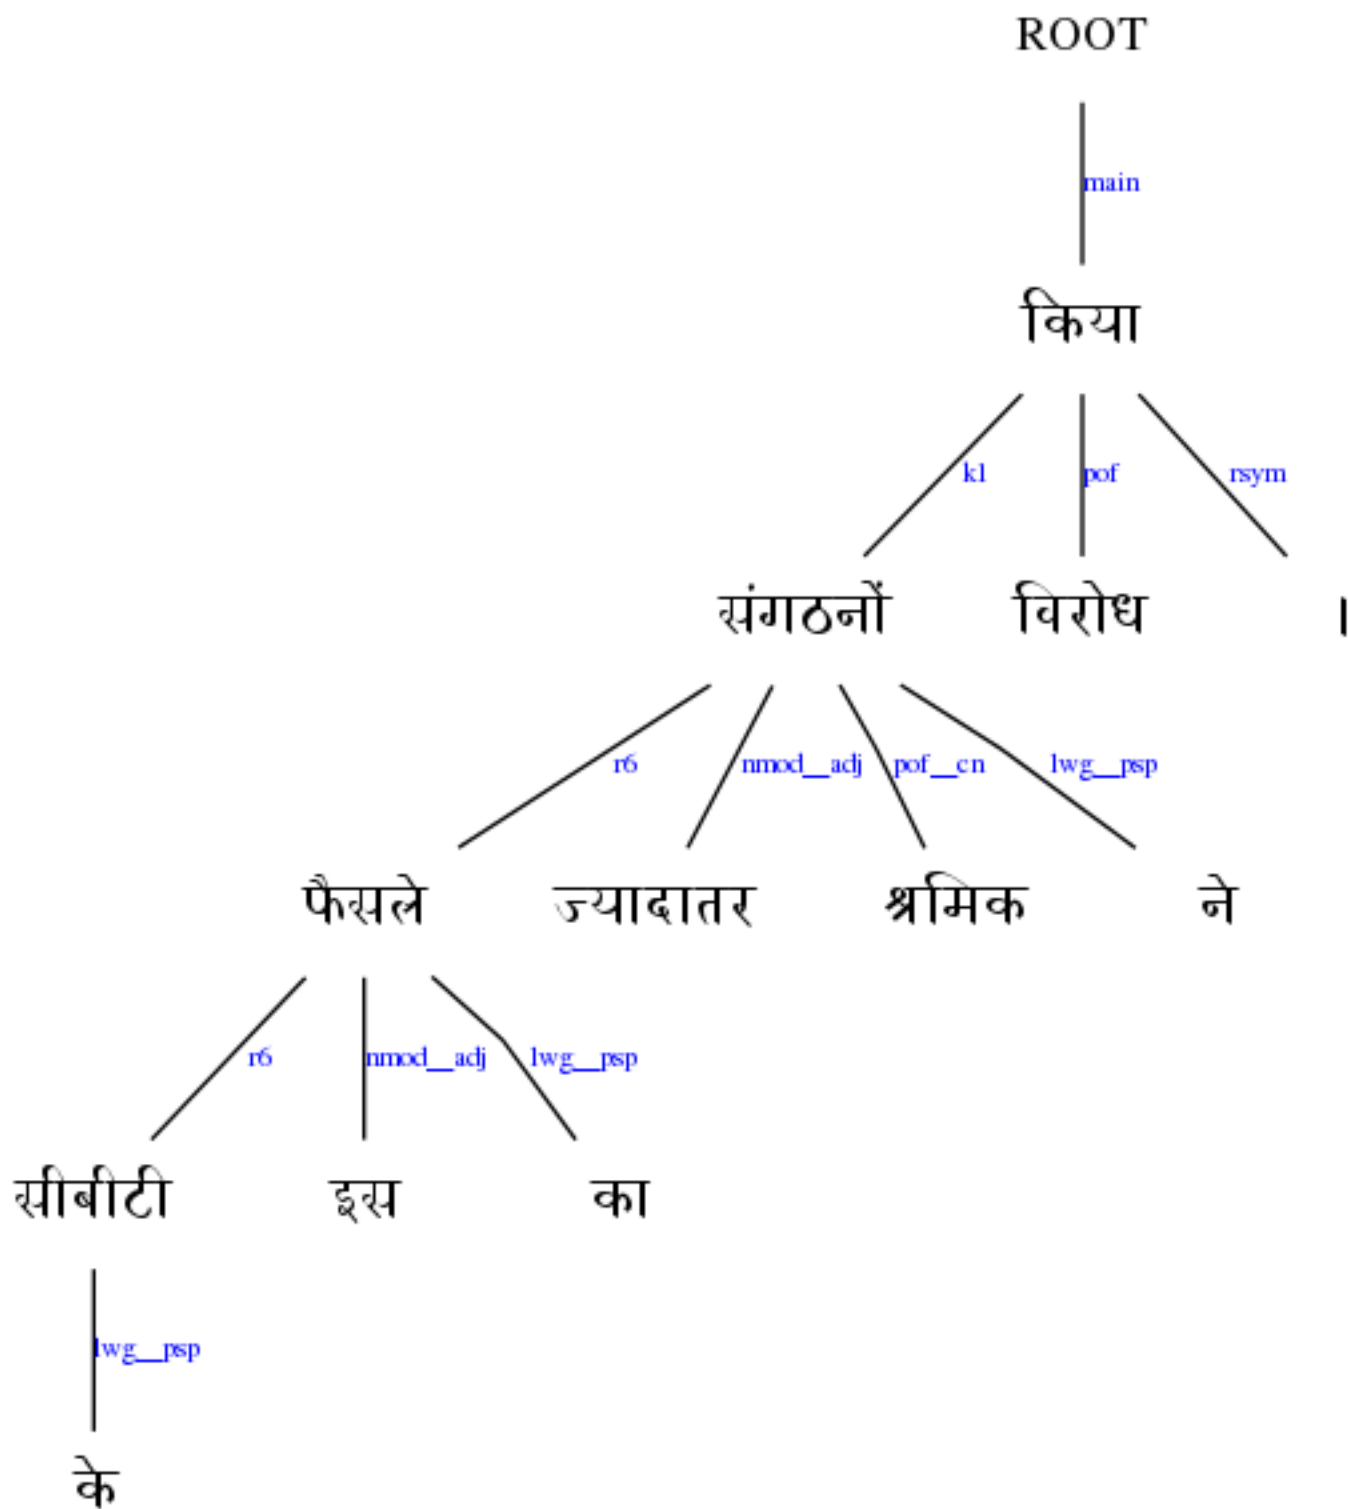 ROOT
main
किया
k1 pof rsym
संगठनों विरोध ।
r6 nmod__adj pof__cn lwg__psp
फैसले ज्यादातर श्रमिक ने
r6 nmod__adj lwg__psp
सीबीटी इस का
lwg__psp
के